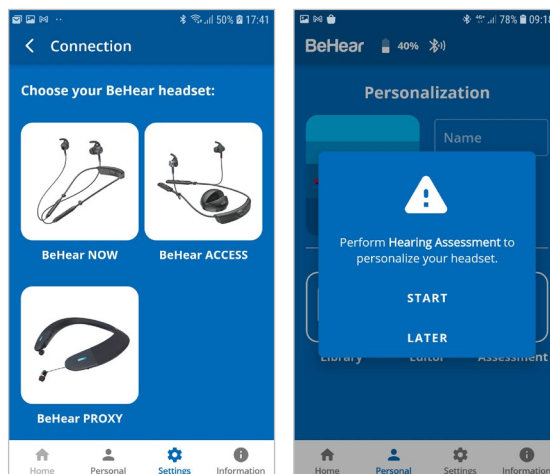 50% 17:41
Connection
Choose your BeHear headset:
BeHear NOW
BeHear ACCESS
BeHear PROXY
Home
Personal
Settings
Information
78% 09:18
BeHear 40%
Personalization
Name
Perform Hearing Assessment to
personalize your headset.
START
LATER
Library
Editor
Assessment
Home
Personal
Settings
Information